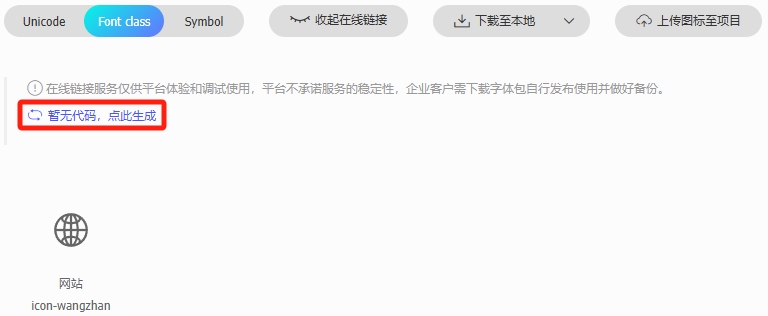 Unicode Font class Symbol 收起在线链接 下载至本地 上传图标至项目
在线链接服务仅供平台体验和调试使用，平台不承诺服务的稳定性，企业客户需下载字体包自行发布使用并做好备份。
暂无代码，点此生成
网站
icon-wangzhan